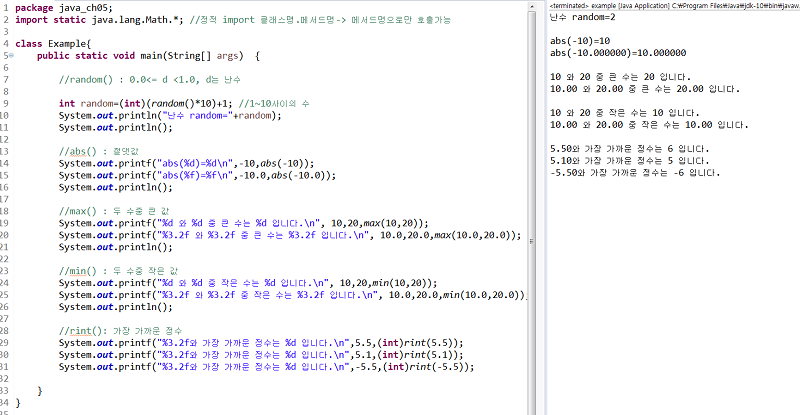 1 package java_ch05;
2 import static java.lang.Math.*; //정적 import 클래스명.메서드명-> 메서드명으로만 호출가능
3
4 class Example{
5 public static void main(String[] args) {
6
7 //random() : 0.0<= d <1.0, d는 난수
8
9 int random=(int)(random()*10)+1; //1~10사이의 수
10 System.out.println("난수 random="+random);
11 System.out.println();
12
13 //abs() : 절댓값
14 System.out.printf("abs(%d)=%d\n",-10,abs(-10));
15 System.out.printf("abs(%f)=%f\n",-10.0,abs(-10.0));
16 System.out.println();
17
18 //max() : 두 수중 큰 값
19 System.out.printf("%d 와 %d 중 큰 수는 %d 입니다.\n", 10,20,max(10,20));
20 System.out.printf("%3.2f 와 %3.2f 중 큰 수는 %3.2f 입니다.\n", 10.0,20.0,max(10.0,20.0));
21 System.out.println();
22
23 //min() : 두 수중 작은 값
24 System.out.printf("%d 와 %d 중 작은 수는 %d 입니다.\n", 10,20,min(10,20));
25 System.out.printf("%3.2f 와 %3.2f 중 작은 수는 %3.2f 입니다.\n", 10.0,20.0,min(10.0,20.0));
26 System.out.println();
27
28 //rint(): 가장 가까운 정수
29 System.out.printf("%3.2f와 가장 가까운 정수는 %d 입니다.\n",5.5,(int)rint(5.5));
30 System.out.printf("%3.2f와 가장 가까운 정수는 %d 입니다.\n",5.1,(int)rint(5.1));
31 System.out.printf("%3.2f와 가장 가까운 정수는 %d 입니다.\n",-5.5,(int)rint(-5.5));
32
33 }
34 }
<terminated> example [Java Application] C:₩Program Files₩Java₩jdk-10₩bin₩javaw.
난수 random=2
abs(-10)=10
abs(-10.000000)=10.000000
10 와 20 중 큰 수는 20 입니다.
10.00 와 20.00 중 큰 수는 20.00 입니다.
10 와 20 중 작은 수는 10 입니다.
10.00 와 20.00 중 작은 수는 10.00 입니다.
5.50와 가장 가까운 정수는 6 입니다.
5.10와 가장 가까운 정수는 5 입니다.
-5.50와 가장 가까운 정수는 -6 입니다.